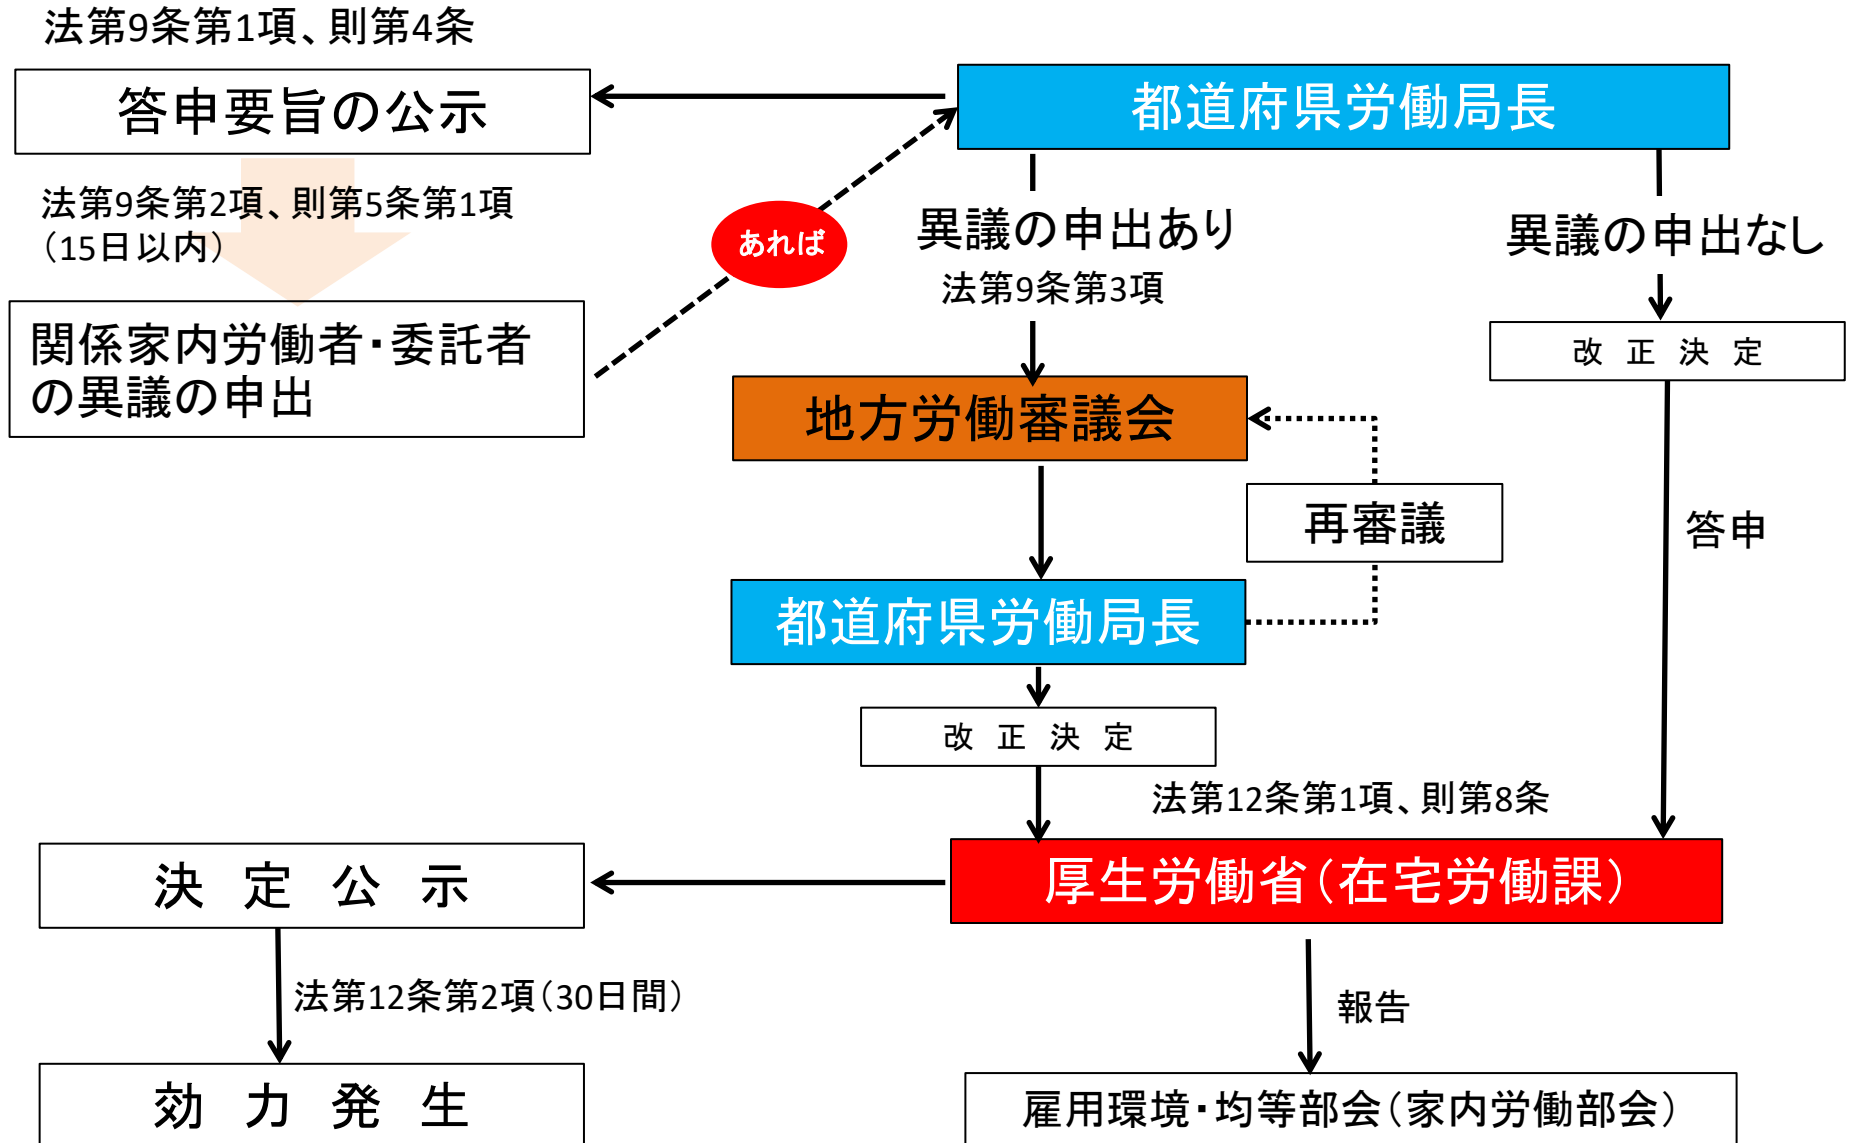 法第9条第1項、則第4条
答申要旨の公示
都道府県労働局長
法第9条第2項、則第5条第1項
（15日以内）
あれば
異議の申出あり
法第9条第3項
異議の申出なし
関係家内労働者・委託者
の異議の申出
改　正　決　定
地方労働審議会
再審議
答申
都道府県労働局長
改　正　決　定
法第12条第1項、則第8条
決　定　公　示
厚生労働省（在宅労働課）
法第12条第2項（30日間）
報告
効　力　発　生
雇用環境・均等部会（家内労働部会）